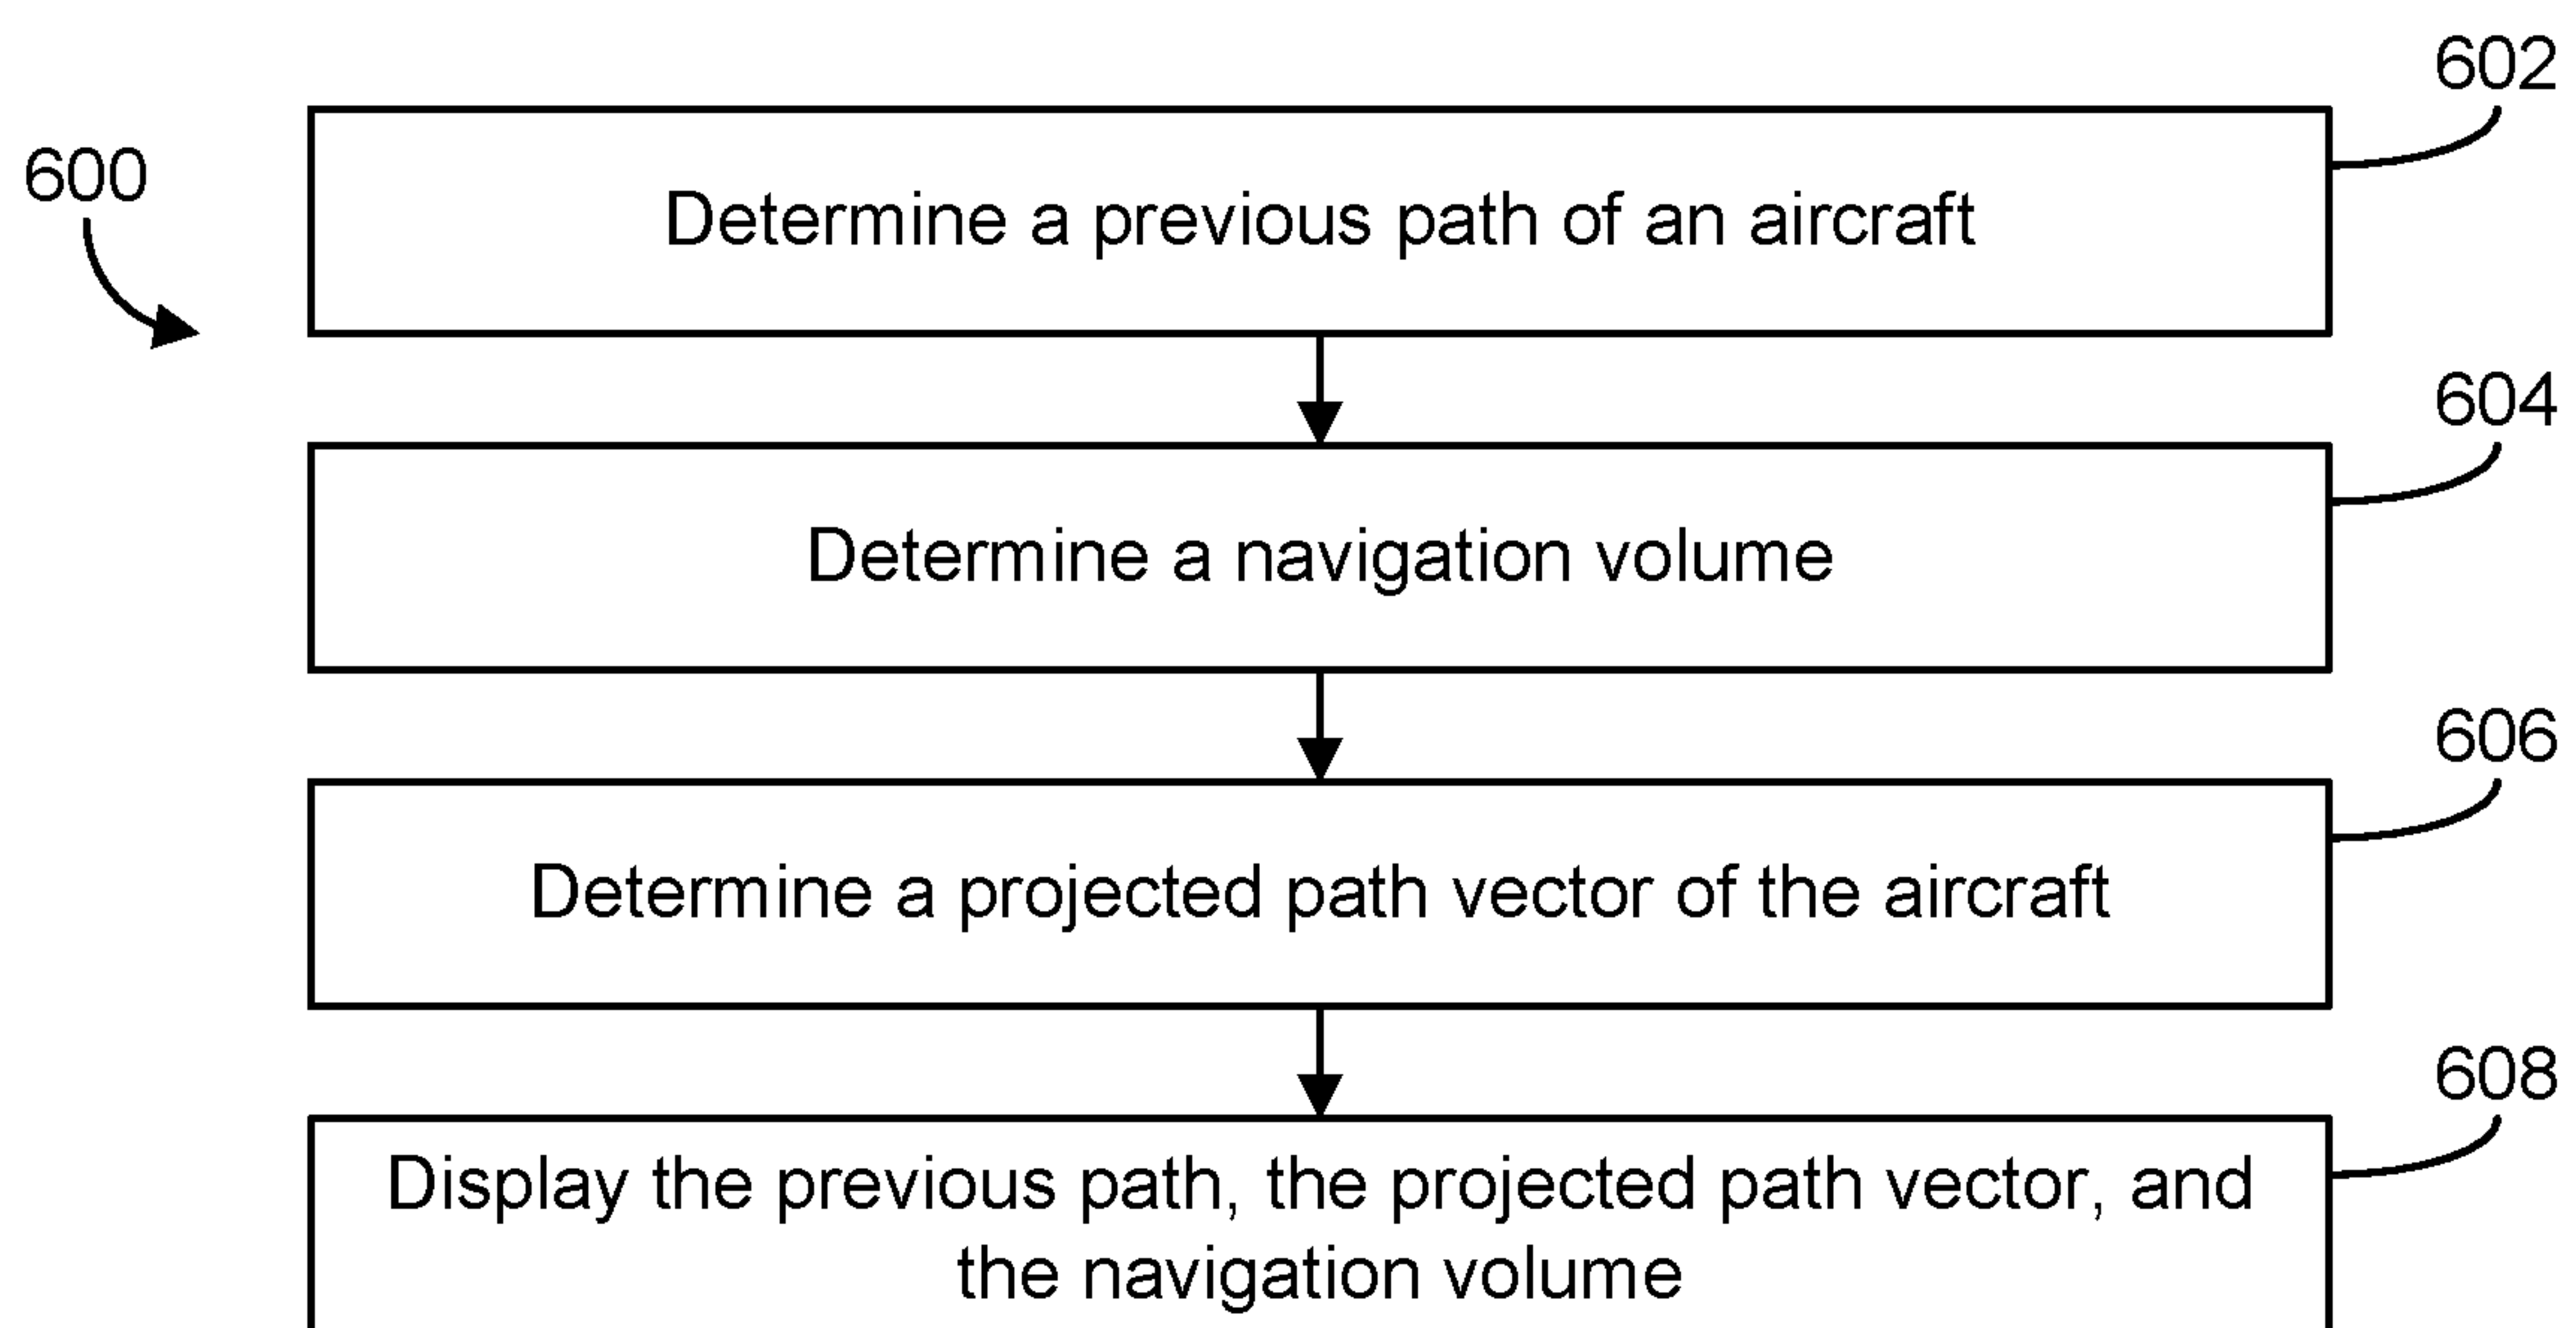 602
600
Determine a previous path of an aircraft
604
Determine a navigation volume
606
Determine a projected path vector of the aircraft
608
Display the previous path, the projected path vector, and
the navigation volume